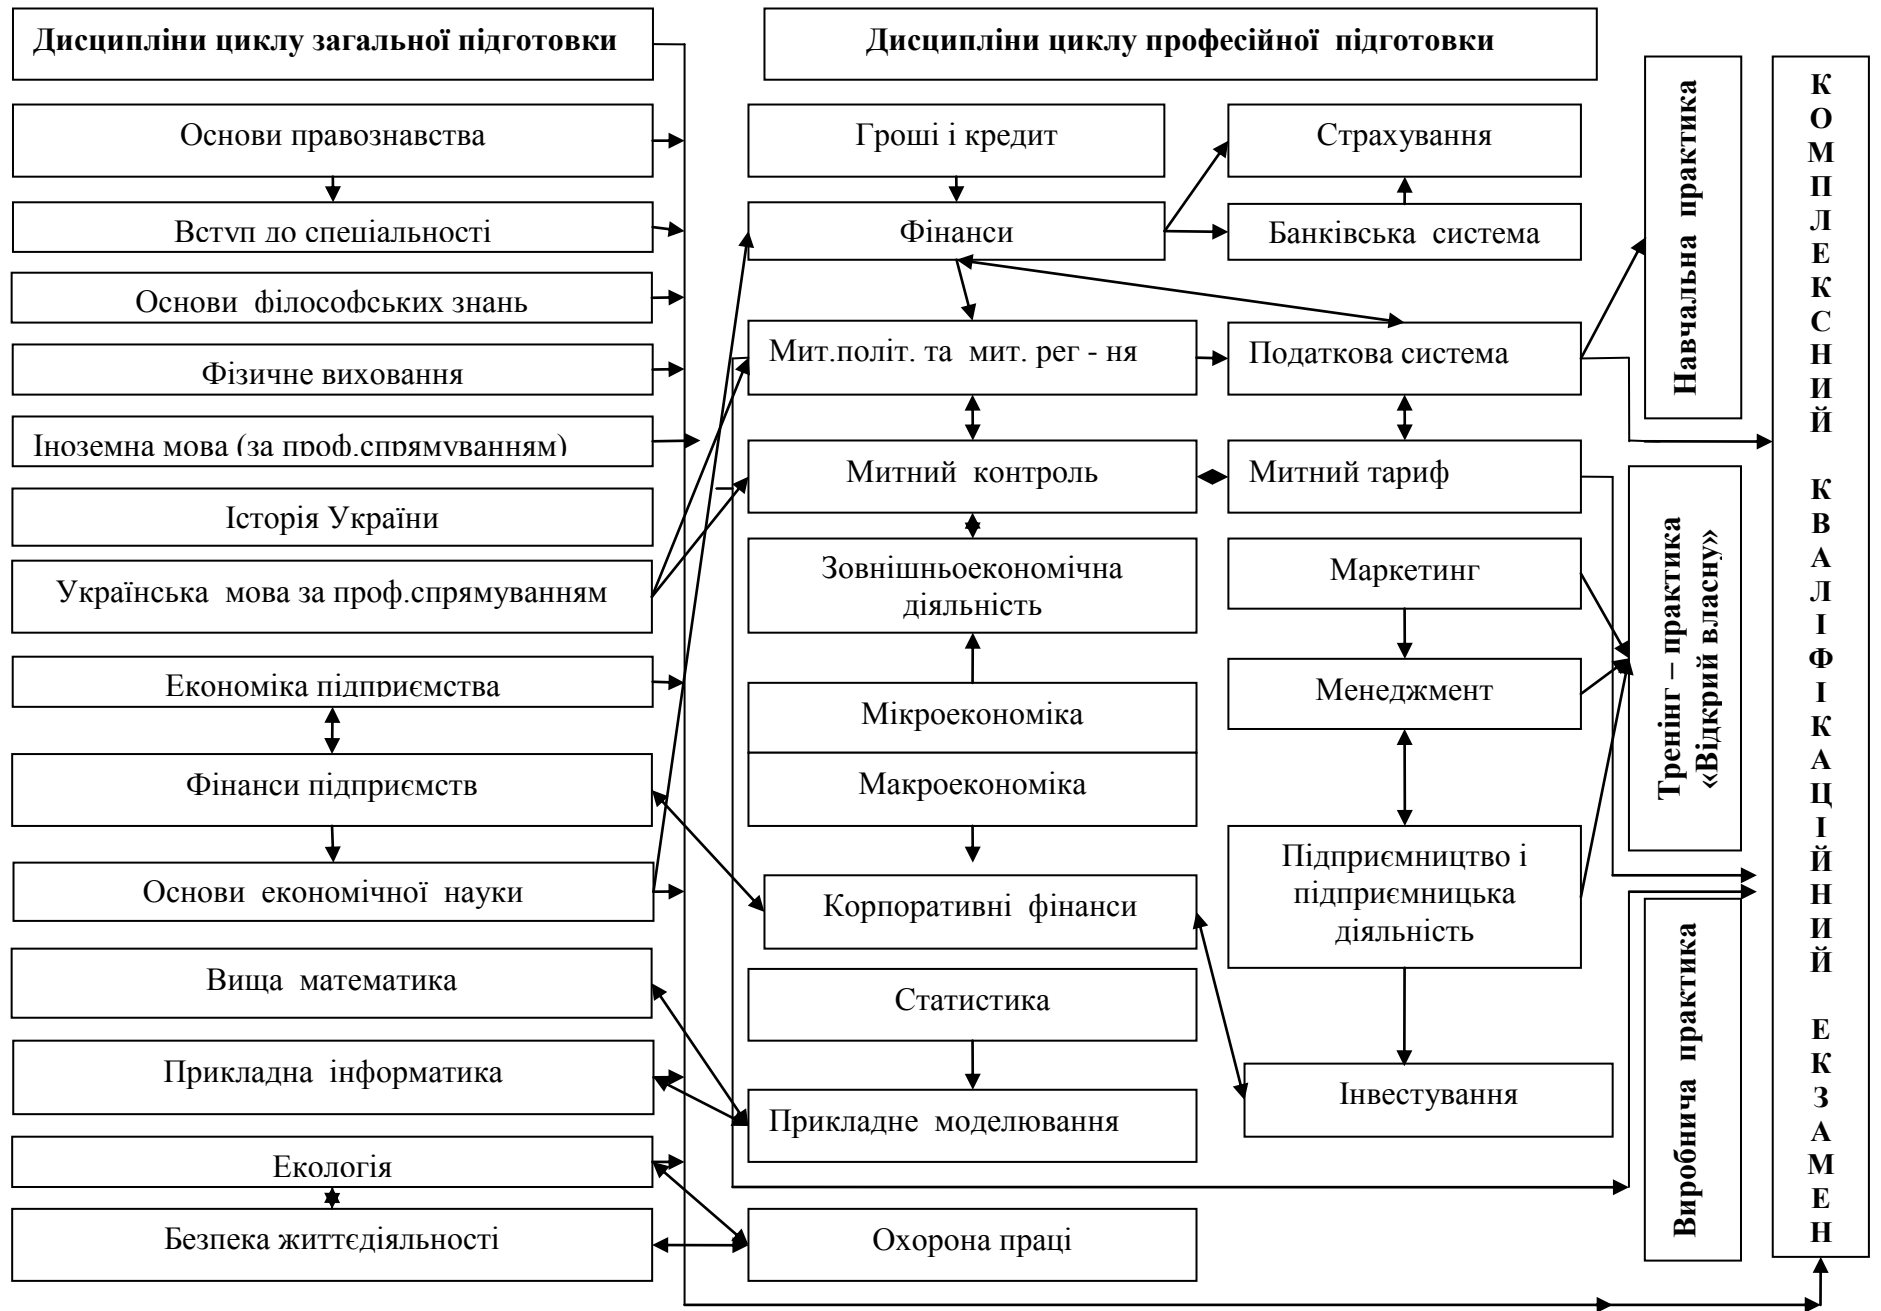 Дисципліни циклу загальної підготовки
Основи правознавства
Вступ до спеціальності
Основи філософських знань
Фізичне виховання
Іноземна мова (за проф.спрямуванням)
Історія України
Українська мова за проф.спрямуванням
Економіка підприємства
Фінанси підприємств
Основи економічної науки
Вища математика
Прикладна інформатика
Екологія
Безпека життєдіяльності
Дисципліни циклу професійної підготовки
Гроші і кредит
Фінанси
Мит.політ. та мит. рег - ня
Митний контроль
Зовнішньоекономічна
діяльність
Мікроекономіка
Макроекономіка
Корпоративні фінанси
Статистика
Прикладне моделювання
Охорона праці
Страхування
Банківська система
Податкова система
Митний тариф
Маркетинг
Менеджмент
Підприємництво і
підприємницька
діяльність
Інвестування
Навчальна практика
Тренінг – практика
«Відкрий власну»
Виробнича практика
КОМПЛЕКСНИЙ КВАЛІФІКАЦІЙНИЙ ЕКЗАМЕН